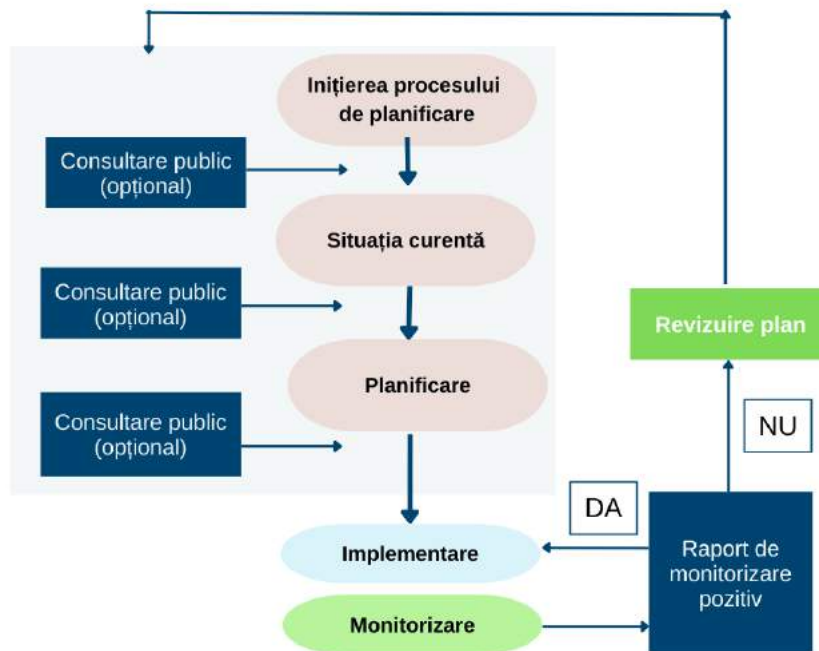 Inițierea procesului
de planificare
Consultare public
(opțional)
Situația curentă
Consultare public
(opțional)
Revizuire plan
Planificare
Consultare public
(opțional)
NU
DA
Implementare
Raport de
monitorizare
pozitiv
Monitorizare